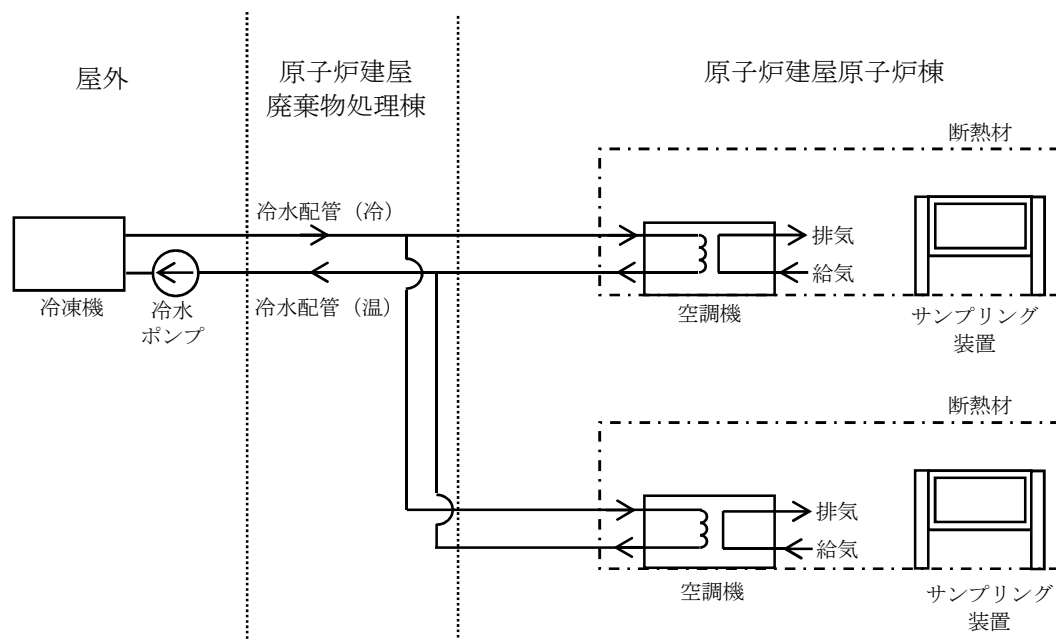 屋外
原子炉建屋
廃棄物処理棟
原子炉建屋原子炉棟
断熱材
冷水配管（冷）
排気
給気
冷凍機
冷水
ポンプ
冷水配管（温）
空調機
サンプリング
装置
断熱材
排気
給気
空調機
サンプリング
装置